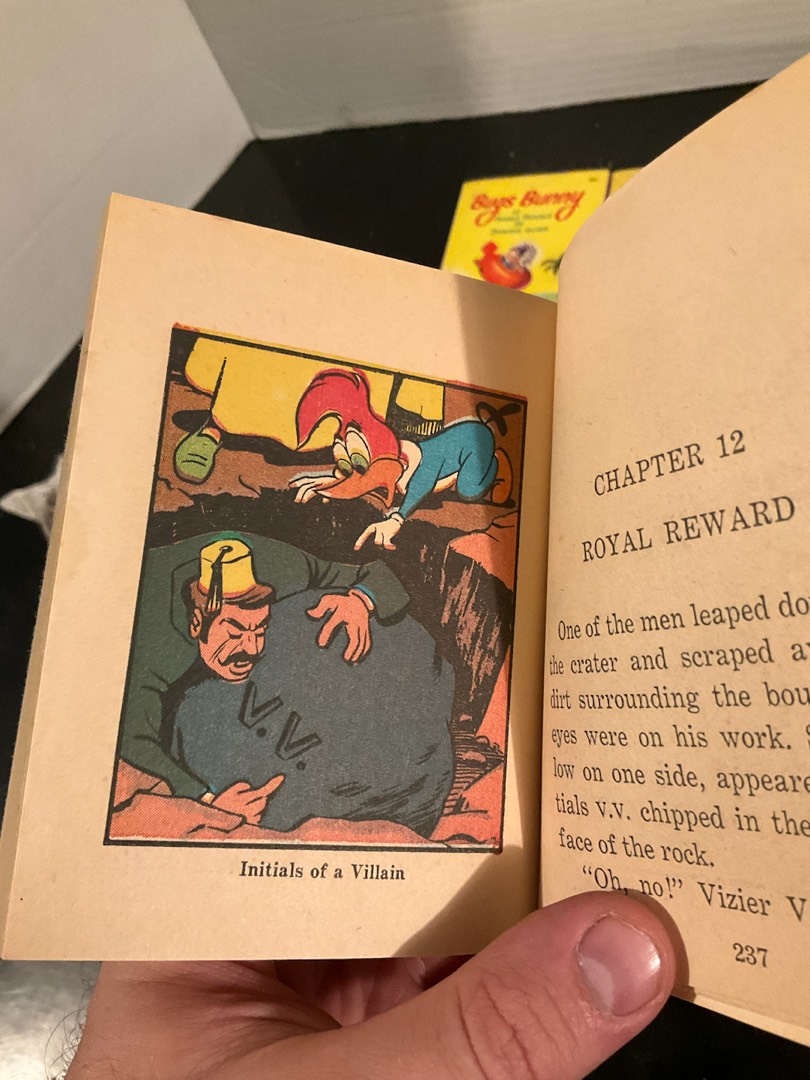 Bugs Bunny
V.V.
Initials of a Villain
CHAPTER 12
ROYAL REWARD
One of the men leaped do
the crater and scraped a
dirt surrounding the bou
eyes were on his work. S
low on one side, appeare
tials V.V. chipped in the
face of the rock.
"Oh, no!" Vizier V
237